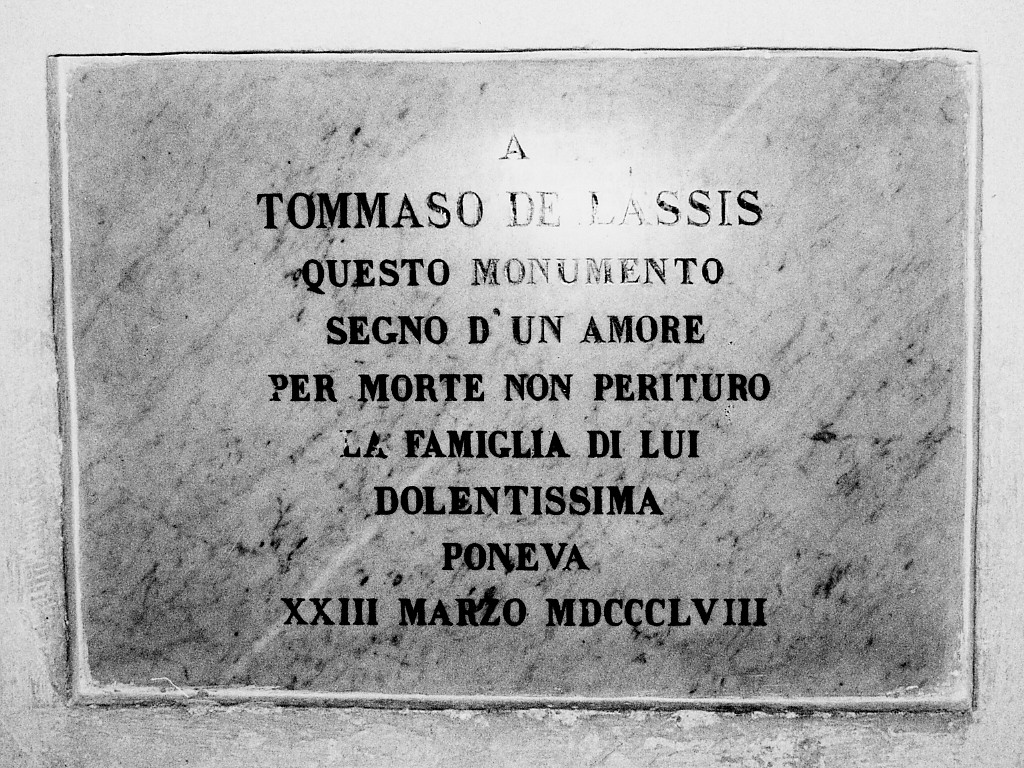 A
TOMMASO DE LASSIS
QUESTO MONUMENTO
SEGNO D'UN AMORE
PER MORTE NON PERITURO
LA FAMIGLIA DI LUI
DOLENTISSIMA
PONEVA
XXIII MARZO MDCCCLVIII